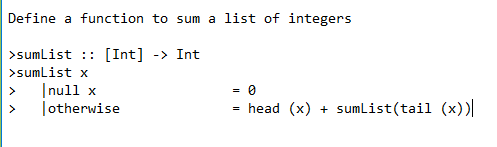 Define a function to sum a list of integers
>sumList :: [Int] -> Int
>sumList x
>   |null x                 = 0
>   |otherwise              = head (x) + sumList(tail (x))